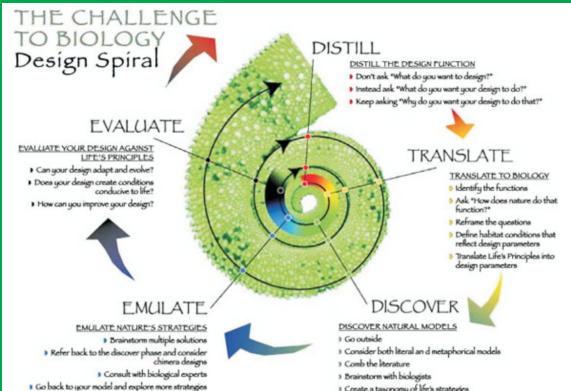 THE CHALLENGE
TO BIOLOGY
Design Spiral
DISTILL
DISTILL THE DESIGN FUNCTION
Don't ask "What do you want to design?"
Instead ask "What do you want your design to do?"
Keep asking "Why do you want your design to do that?"
TRANSLATE
TRANSLATE TO BIOLOGY
Identify the functions
Ask "How does nature do that
function?"
Reframe the questions
Define habitat conditions that
reflect design parameters
Translate Life's Principles into
design parameters
DISCOVER
DISCOVER NATURAL MODELS
Go outside
Consider both literal an d metaphorical models
Comb the literature
Brainstorm with biologists
Create a taxonomy of life's strategies
EMULATE
EMULATE NATURE'S STRATEGIES
Brainstorm multiple solutions
Refer back to the discover phase and consider
chimera designs
Consult with biological experts
Go back to your model and explore more strategies
EVALUATE
EVALUATE YOUR DESIGN AGAINST
LIFE'S PRINCIPLES
Can your design adapt and evolve?
Does your design create conditions
conducive to life?
How can you improve your design?